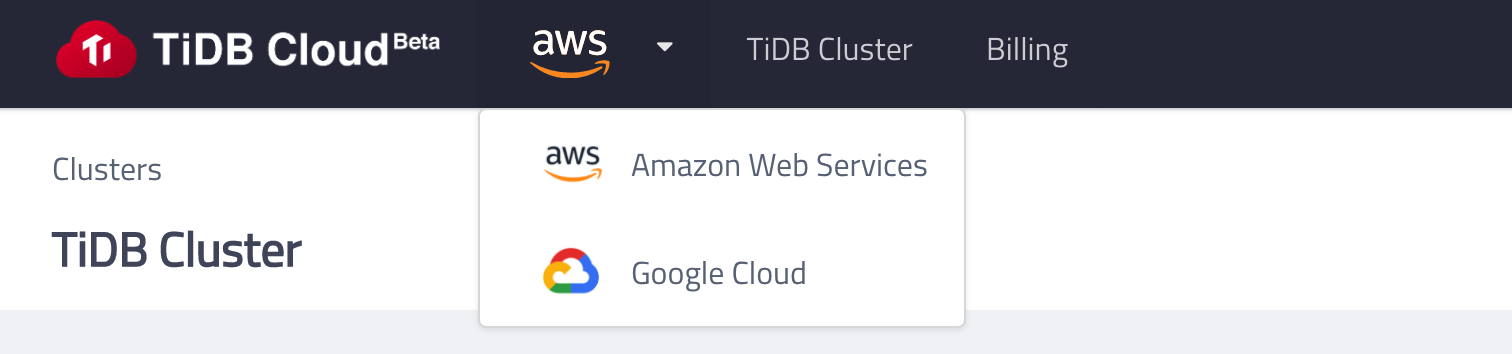 TiDB Cloud Beta aws TiDB Cluster Billing
Clusters
TiDB Cluster
aws Amazon Web Services
Google Cloud